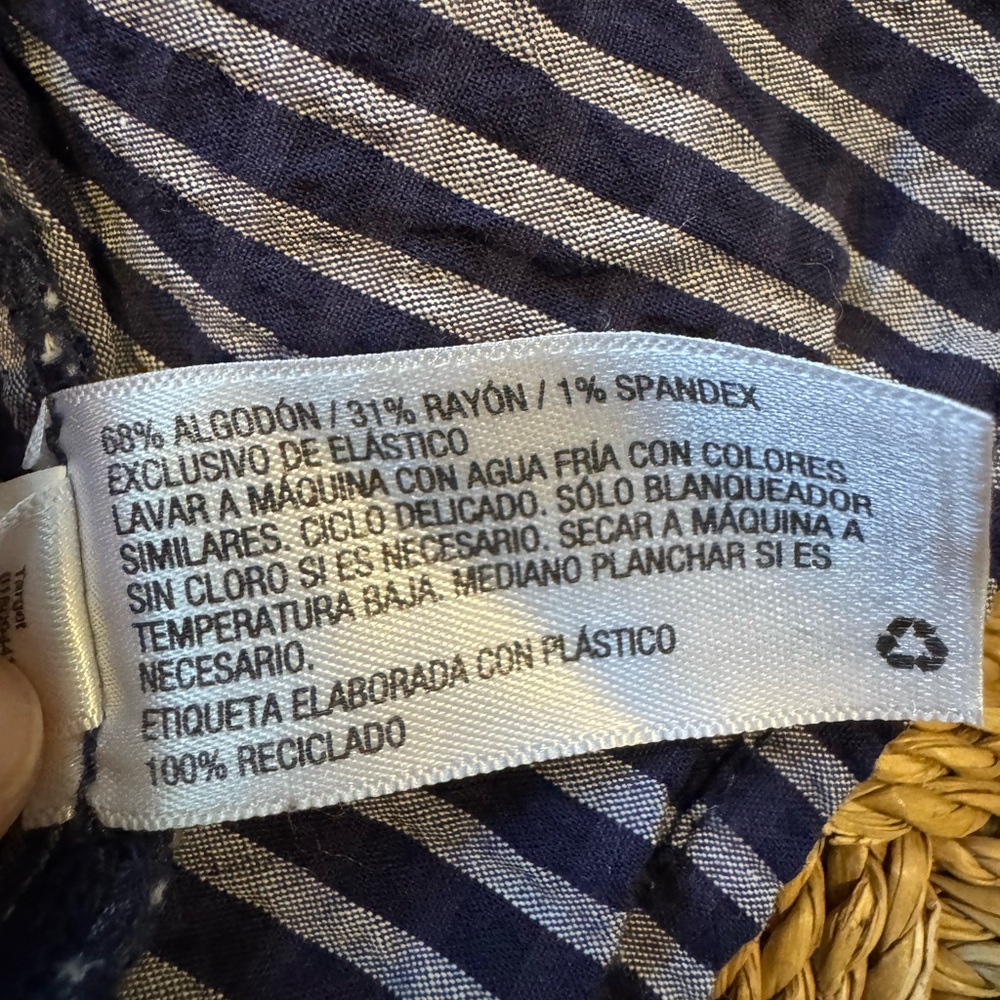 68% ALGODÓN / 31% RAYÓN / 1% SPANDEX
EXCLUSIVO DE ELÁSTICO
LAVAR A MÁQUINA CON AGUA FRÍA CON COLORES
SIMILARES. CICLO DELICADO. SÓLO BLANQUEADOR
SIN CLORO SI ES NECESARIO. SECAR A MÁQUINA A
TEMPERATURA BAJA. MEDIANO PLANCHAR SI ES
NECESARIO.
ETIQUETA ELABORADA CON PLÁSTICO
100% RECICLADO
Target